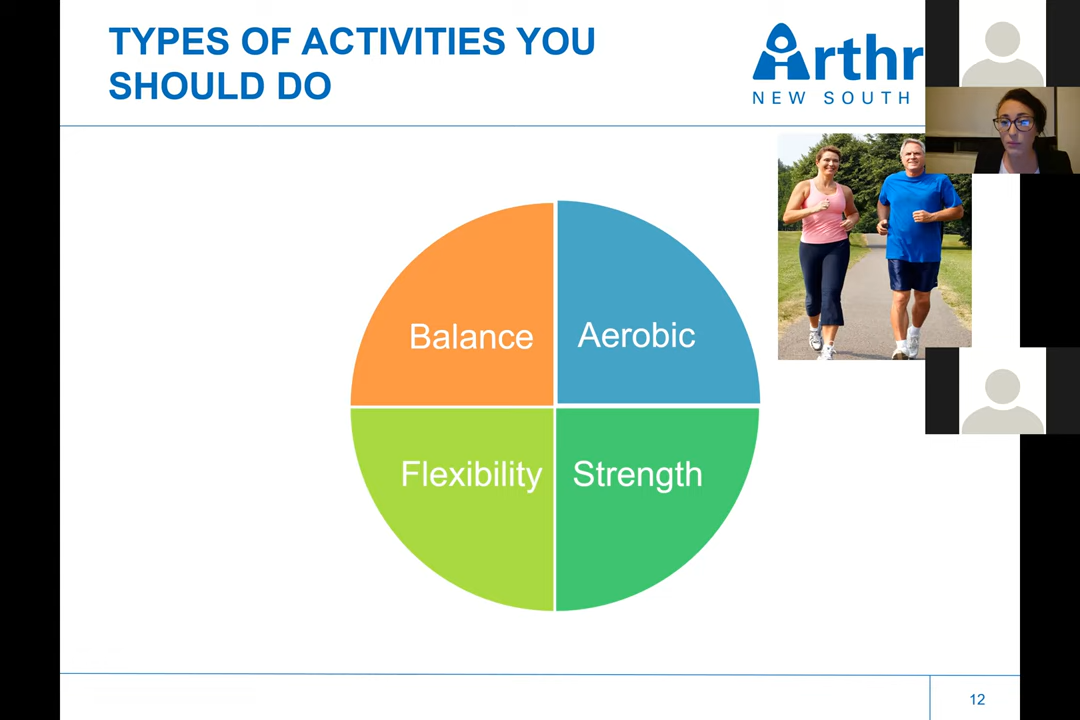 TYPES OF ACTIVITIES YOU
SHOULD DO
Arthr
NEW SOUTH
Balance
Aerobic
Flexibility
Strength
12